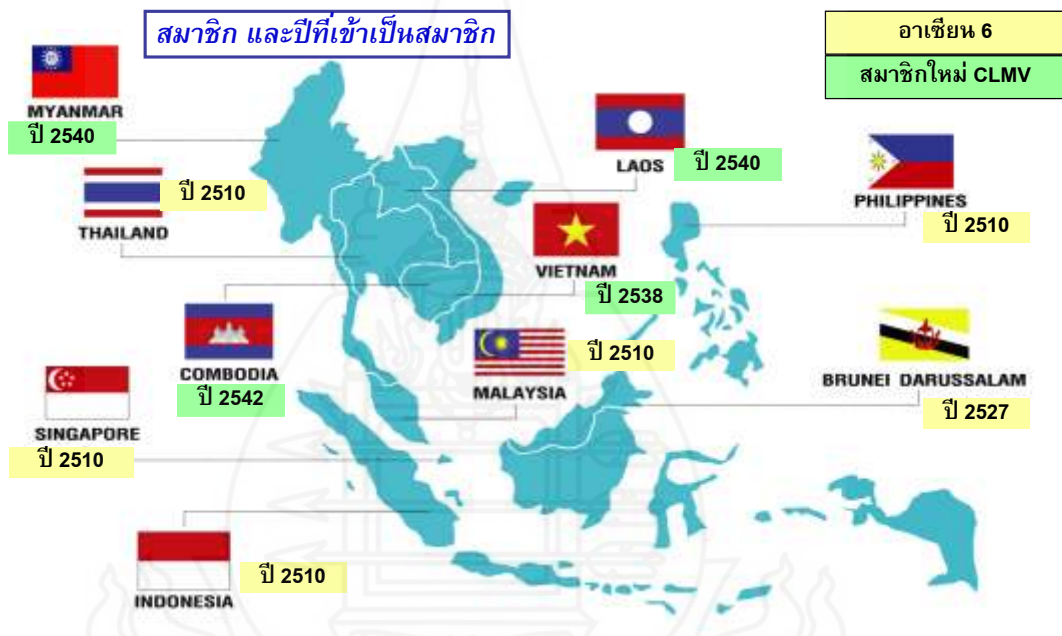 สมาชิก และปีที่เข้าเป็นสมาชิก
อาเซียน 6
สมาชิกใหม่ CLMV
MYANMAR
ปี 2540
LAOS
ปี 2540
PHILIPPINES
ปี 2510
THAILAND
ปี 2510
VIETNAM
ปี 2538
COMBODIA
ปี 2542
MALAYSIA
ปี 2510
BRUNEI DARUSSALAM
ปี 2527
SINGAPORE
ปี 2510
INDONESIA
ปี 2510